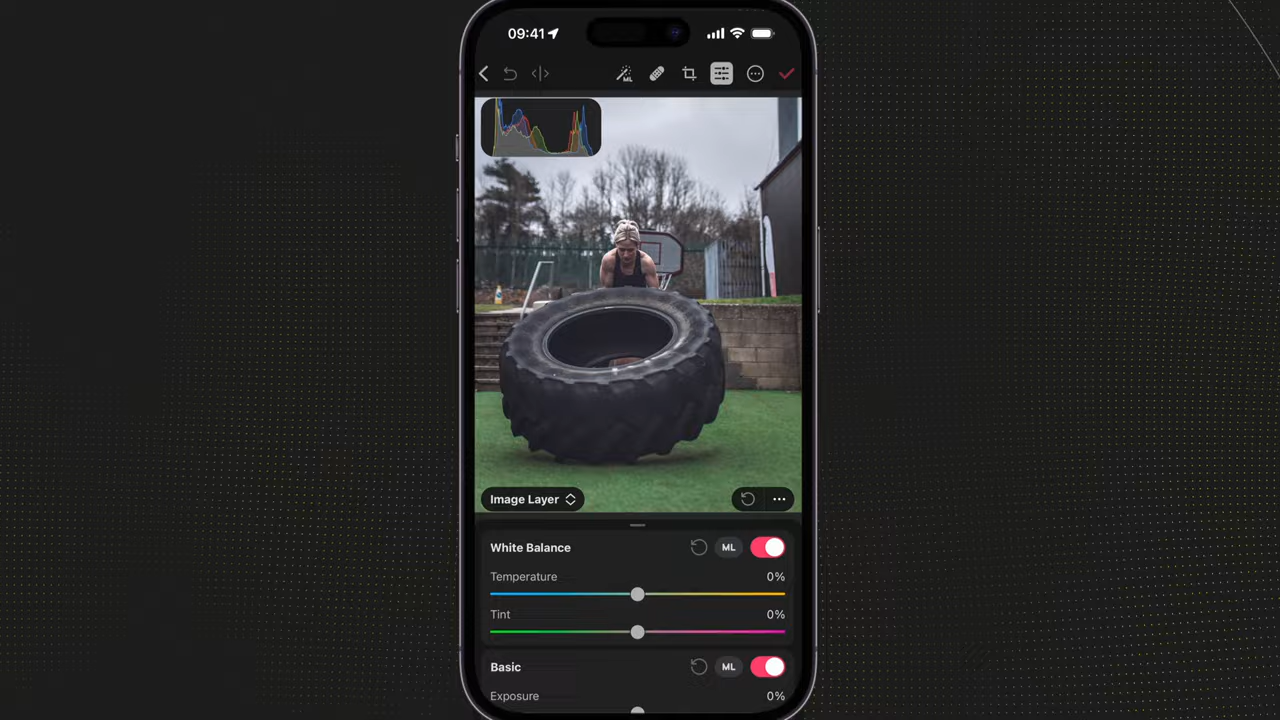 09:41
ML
Image Layer
White Balance
ML
Temperature
0%
Tint
0%
Basic
ML
Exposure
0%